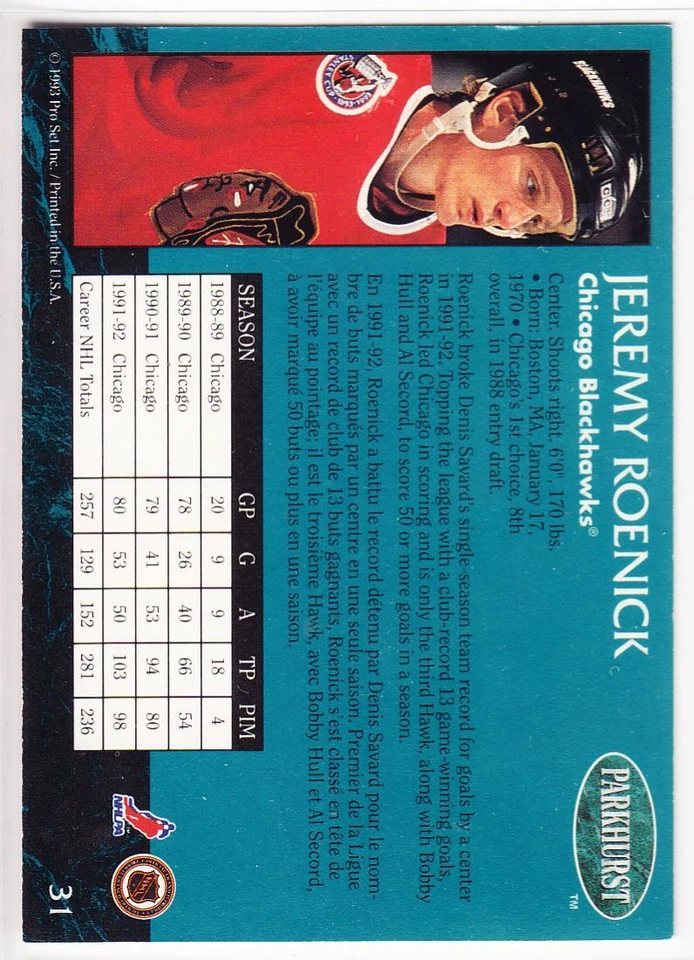 JEREMY ROENICK
C
Chicago Blackhawks®
PARKHURST
TM
Center. Shoots right. 6'0", 170 lbs.
• Born: Boston, MA, January 17,
1970 • Chicago's 1st choice, 8th
overall, in 1988 entry draft.
BLACKHAWKS
CCM
STANLEY CUP 1893-1993
Roenick broke Denis Savard's single-season team record for goals by a center
in 1991-92. Topping the league with a club-record 13 game-winning goals,
Roenick led Chicago in scoring and is only the third Hawk, along with Bobby
Hull and Al Secord, to score 50 or more goals in a season.
En 1991-92, Roenick a battu le record détenu par Denis Savard pour le nom-
bre de buts marqués par un centre en une seule saison. Premier de la Ligue
avec un record de club de 13 buts gagnants, Roenick s'est classé en tête de
l'équipe au pointage; il est le troisième Hawk, avec Bobby Hull et Al Secord,
à avoir marqué 50 buts ou plus en une saison.
SEASON GP G A TP PIM
1988-89 Chicago 20 9 9 18 4
1989-90 Chicago 78 26 40 66 54
1990-91 Chicago 79 41 53 94 80
1991-92 Chicago 80 53 50 103 98
Career NHL Totals 257 129 152 281 236
© 1993 Pro Set Inc. / Printed in the U.S.A.
NHLPA
NHL
31